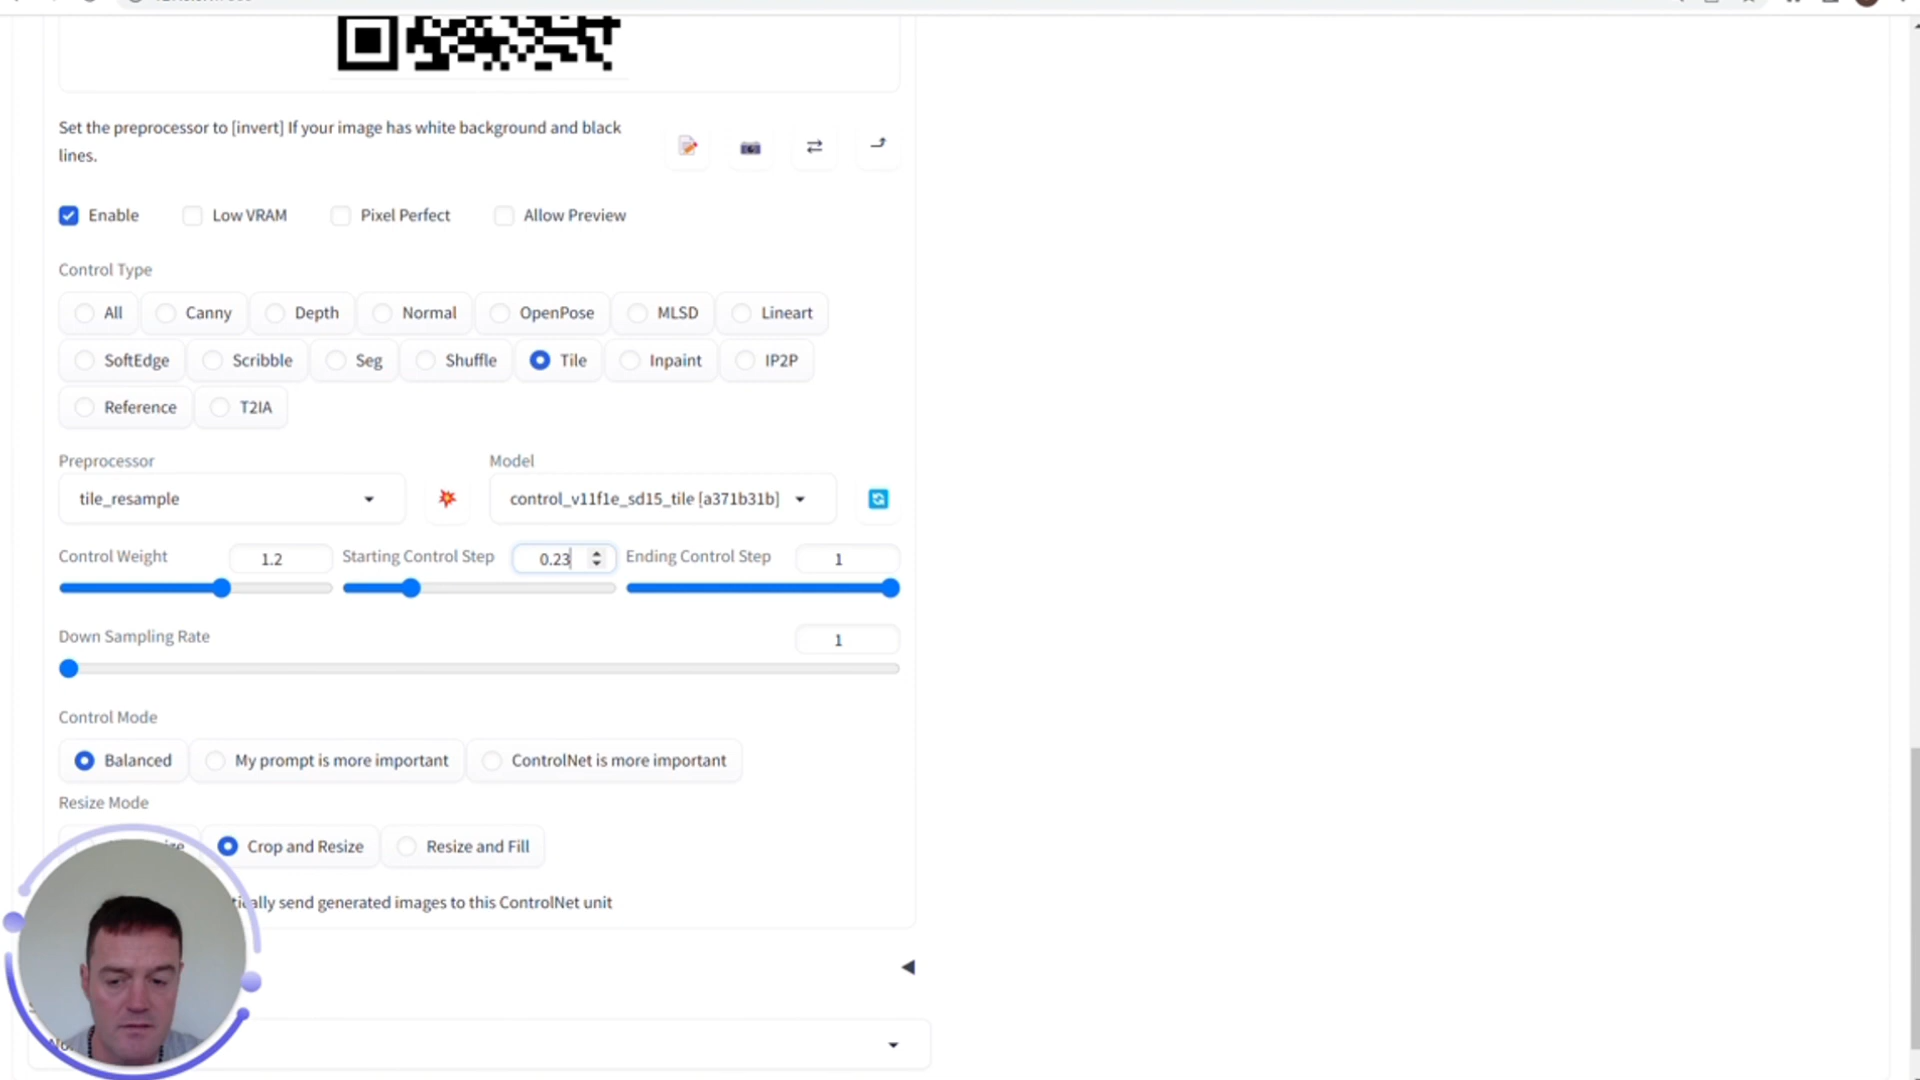 Set the preprocessor to [invert] If your image has white background and black
lines.
Enable Low VRAM Pixel Perfect Allow Preview
Control Type
All Canny Depth Normal OpenPose MLSD Lineart
SoftEdge Scribble Seg Shuffle Tile Inpaint IP2P
Reference T2IA
Preprocessor Model
tile_resample control_v11f1e_sd15_tile [a371b31b]
Control Weight 1.2 Starting Control Step 0.23 Ending Control Step 1
Down Sampling Rate 1
Control Mode
Balanced My prompt is more important ControlNet is more important
Resize Mode
Crop and Resize Resize and Fill
send generated images to this ControlNet unit